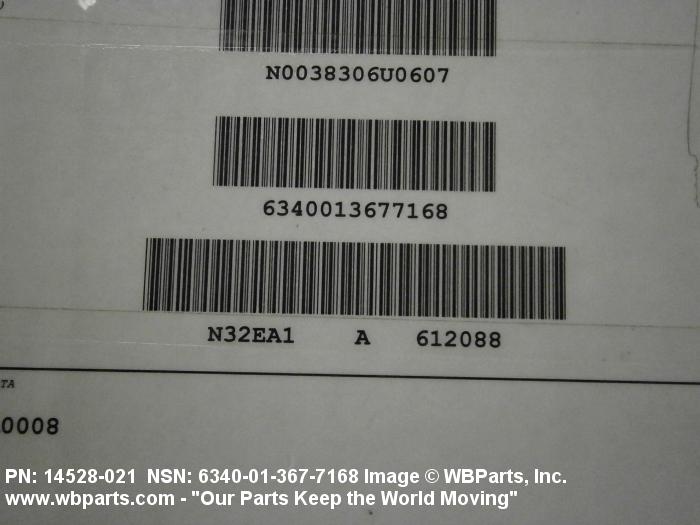 N0038306U0607
6340013677168
N32EA1 A 612088
TA
0008
PN: 14528-021 NSN: 6340-01-367-7168 Image © WBParts, Inc.
www.wbparts.com - "Our Parts Keep the World Moving"